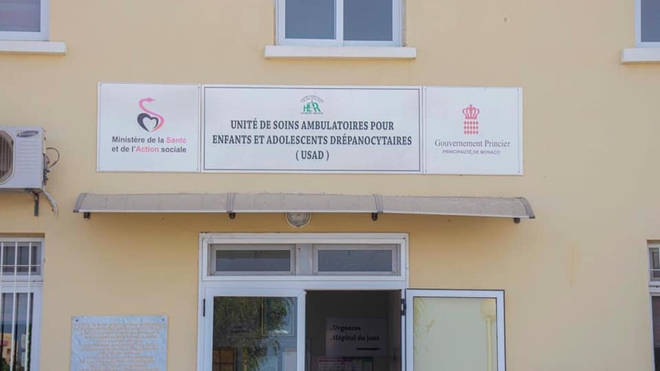 Ministère de la Santé
et de l'Action sociale
UNITÉ DE SOINS AMBULATOIRES POUR
ENFANTS ET ADOLESCENTS DRÉPANOCYTAIRES
( USAD )
Gouvernement Princier
PRINCIPAUTÉ DE MONACO
Urgences
Hôpital de jour